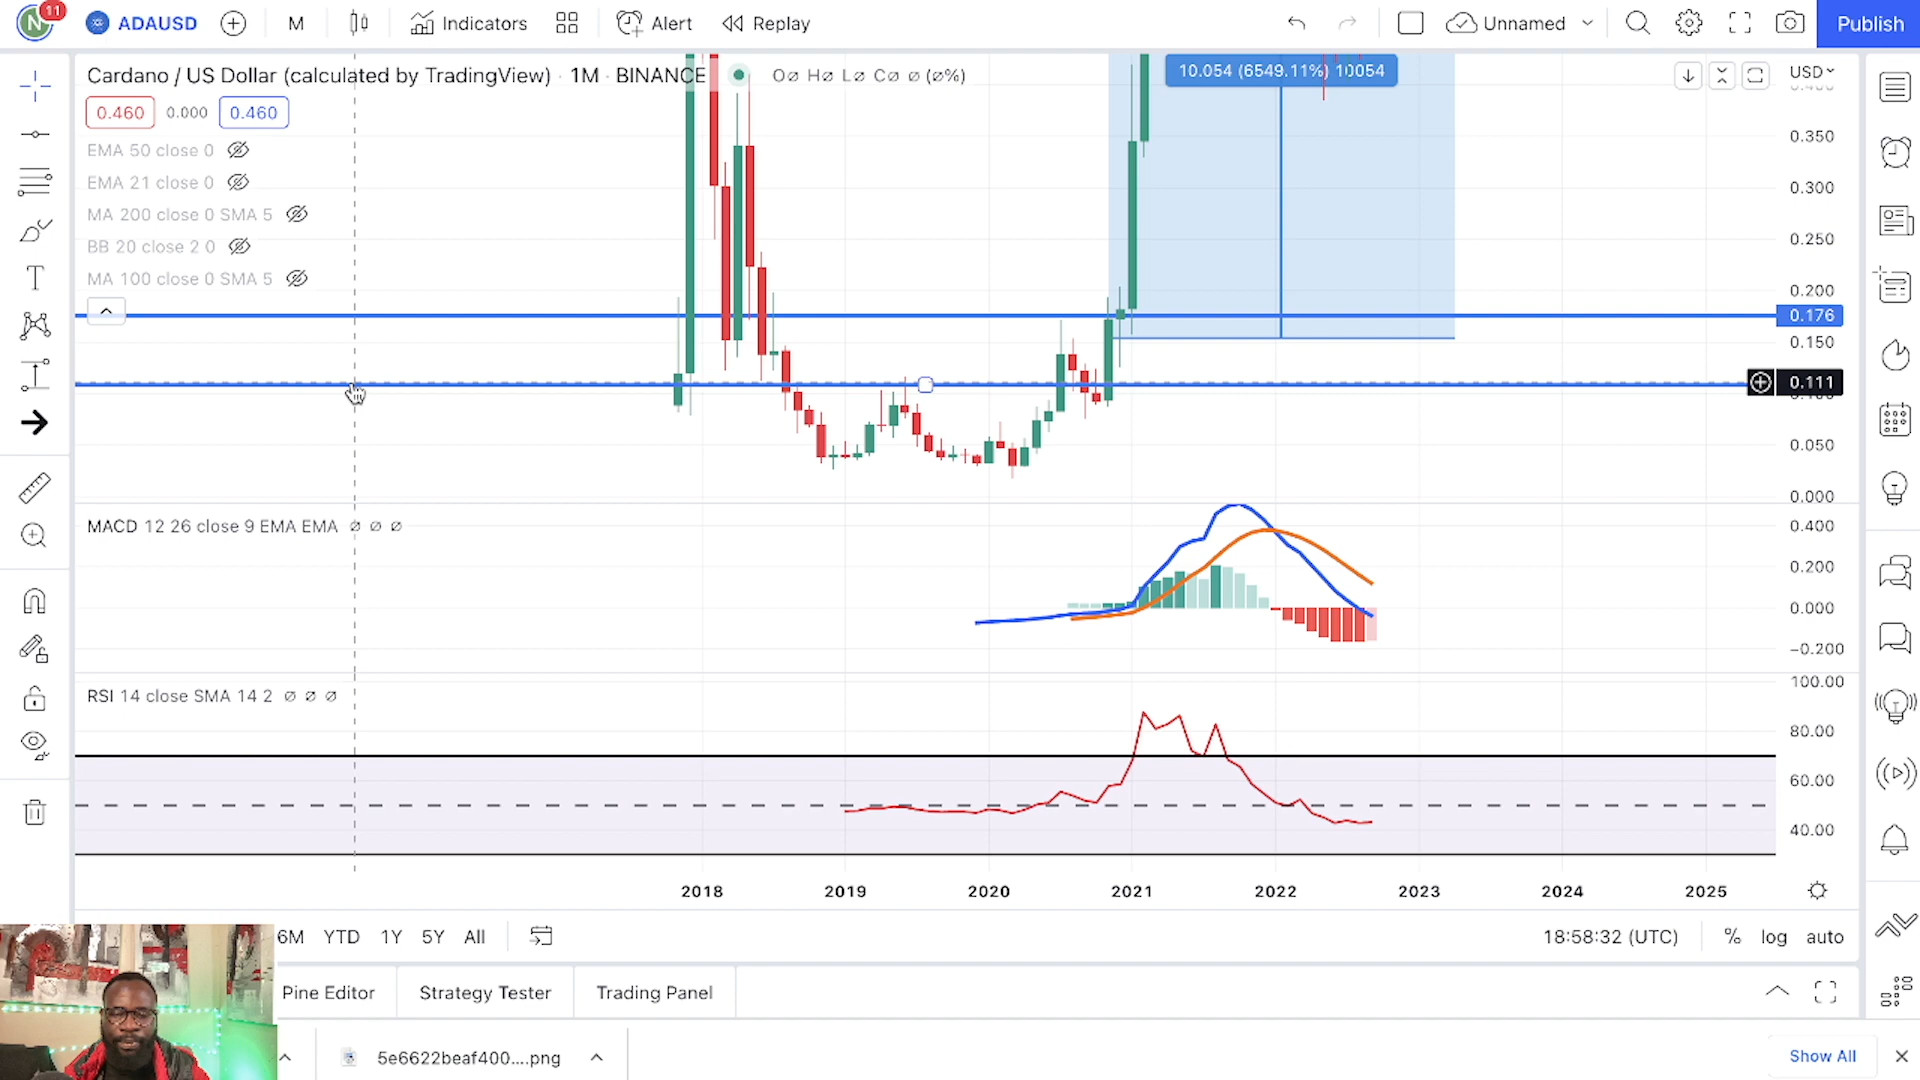 N 11 ADAUSD M Indicators Alert Replay Unnamed Publish
Cardano / US Dollar (calculated by TradingView) · 1M · BINANCE O∅ H∅ L∅ C∅ ∅ (∅%)
10.054 (6549.11%) 10054
USD
0.460 0.000 0.460
EMA 50 close 0
EMA 21 close 0
MA 200 close 0 SMA 5
BB 20 close 2 0
MA 100 close 0 SMA 5
0.350
0.300
0.250
0.200
0.176
0.150
0.111
0.050
0.000
MACD 12 26 close 9 EMA EMA ∅ ∅ ∅
0.400
0.200
0.000
−0.200
RSI 14 close SMA 14 2 ∅ ∅ ∅
100.00
80.00
60.00
40.00
2018 2019 2020 2021 2022 2023 2024 2025
6M YTD 1Y 5Y All 18:58:32 (UTC) % log auto
Pine Editor Strategy Tester Trading Panel
5e6622beaf400....png Show All